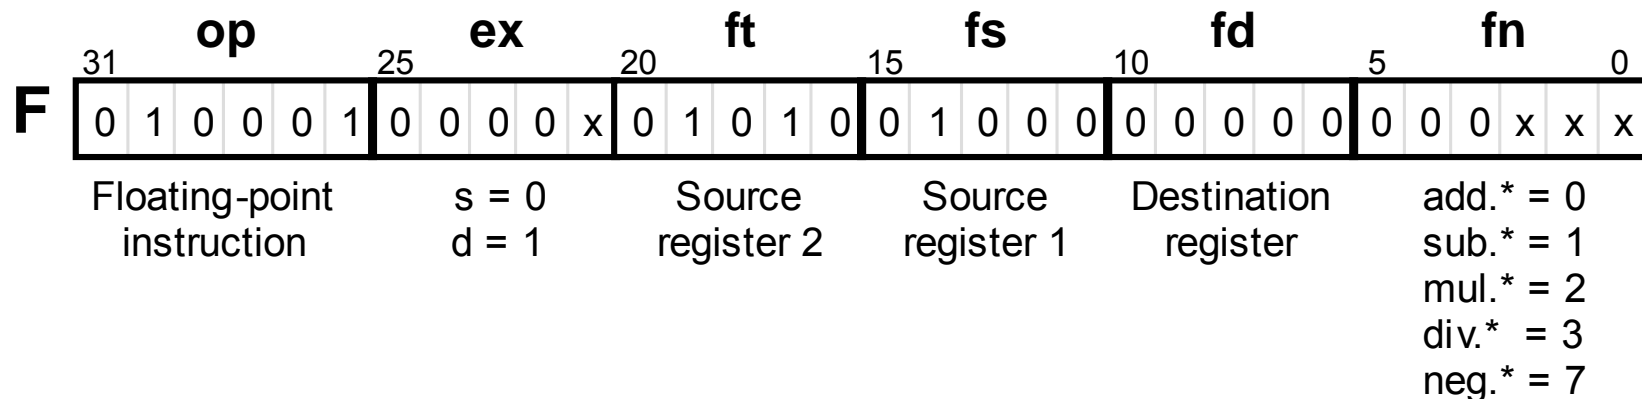 op ex ft fs fd fn
31 25 20 15 10 5 0
F 0 1 0 0 0 1 0 0 0 0 x 0 1 0 1 0 0 1 0 0 0 0 0 0 0 0 0 0 0 x x x
Floating-point s = 0 Source Source Destination add.* = 0
instruction d = 1 register 2 register 1 register sub.* = 1
mul.* = 2
div.* = 3
neg.* = 7